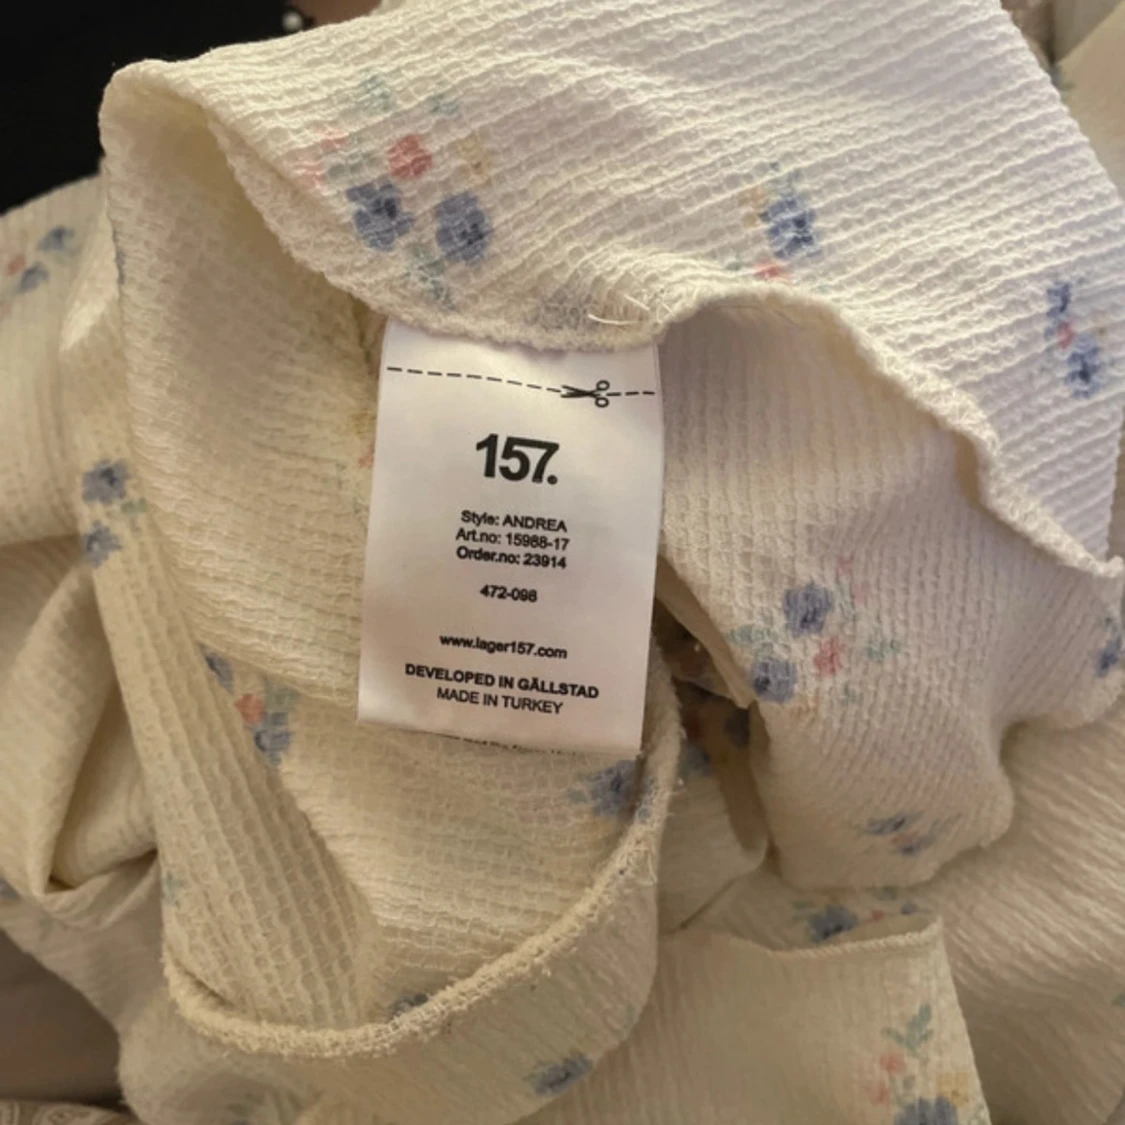 157.
Style: ANDREA
Art.no: 15988-17
Order.no: 23914
472-098
www.lager157.com
DEVELOPED IN GÄLLSTAD
MADE IN TURKEY